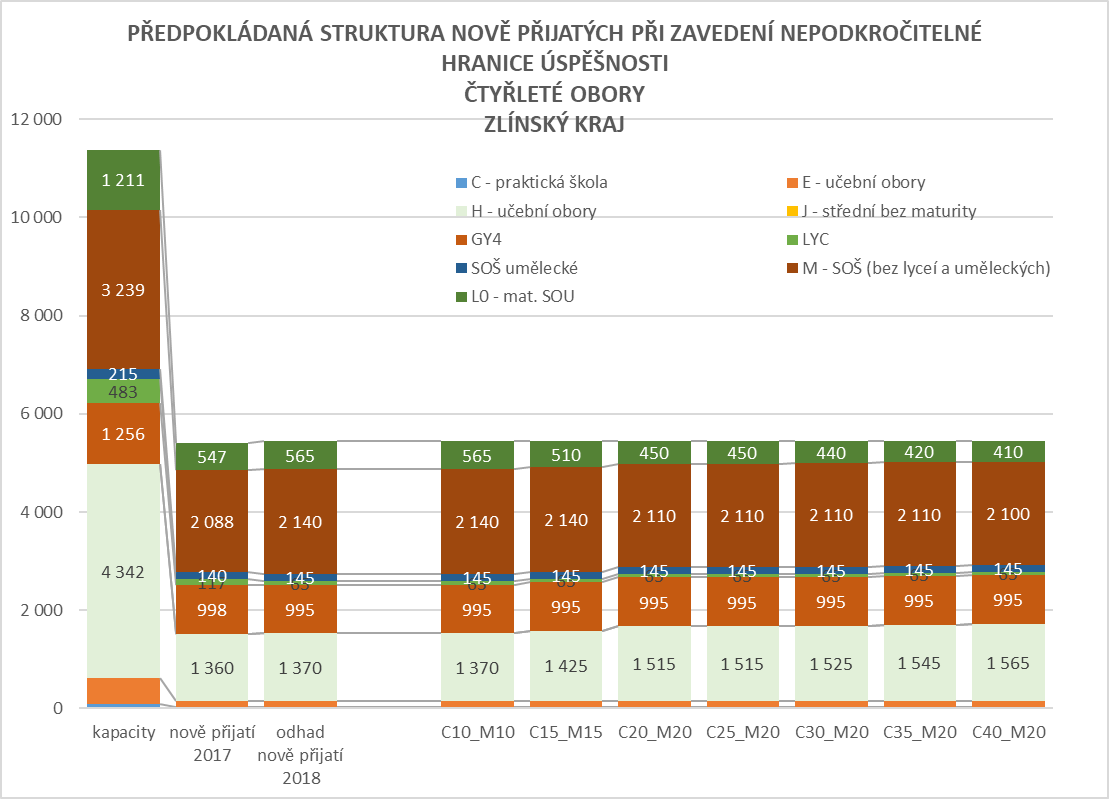 PŘEDPOKLÁDANÁ STRUKTURA NOVĚ PŘIJATÝCH PŘI ZAVEDENÍ NEPODKROČITELNÉ
HRANICE ÚSPĚŠNOSTI
ČTYŘLETÉ OBORY
ZLÍNSKÝ KRAJ
C - praktická škola
E - učební obory
H - učební obory
J - střední bez maturity
GY4
LYC
SOŠ umělecké
M - SOŠ (bez lyceí a uměleckých)
L0 - mat. SOU
12 000
10 000
8 000
6 000
4 000
2 000
0
1 211
3 239
215
483
1 256
4 342
547
2 088
140
117
998
1 360
565
2 140
145
85
995
1 370
565
2 140
145
85
995
1 370
510
2 140
145
995
1 425
450
2 110
145
995
1 515
450
2 110
145
995
1 515
440
2 110
145
995
1 525
420
2 110
145
995
1 545
410
2 100
145
995
1 565
kapacity
nově přijatí
2017
odhad
nově přijatí
2018
C10_M10
C15_M15
C20_M20
C25_M20
C30_M20
C35_M20
C40_M20